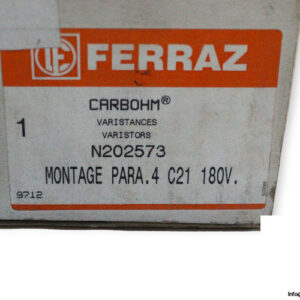 FERRAZ
CARBOHM®
VARISTANCES
1
VARISTORS
N202573
MONTAGE PARA.4 C21 180V.
9712